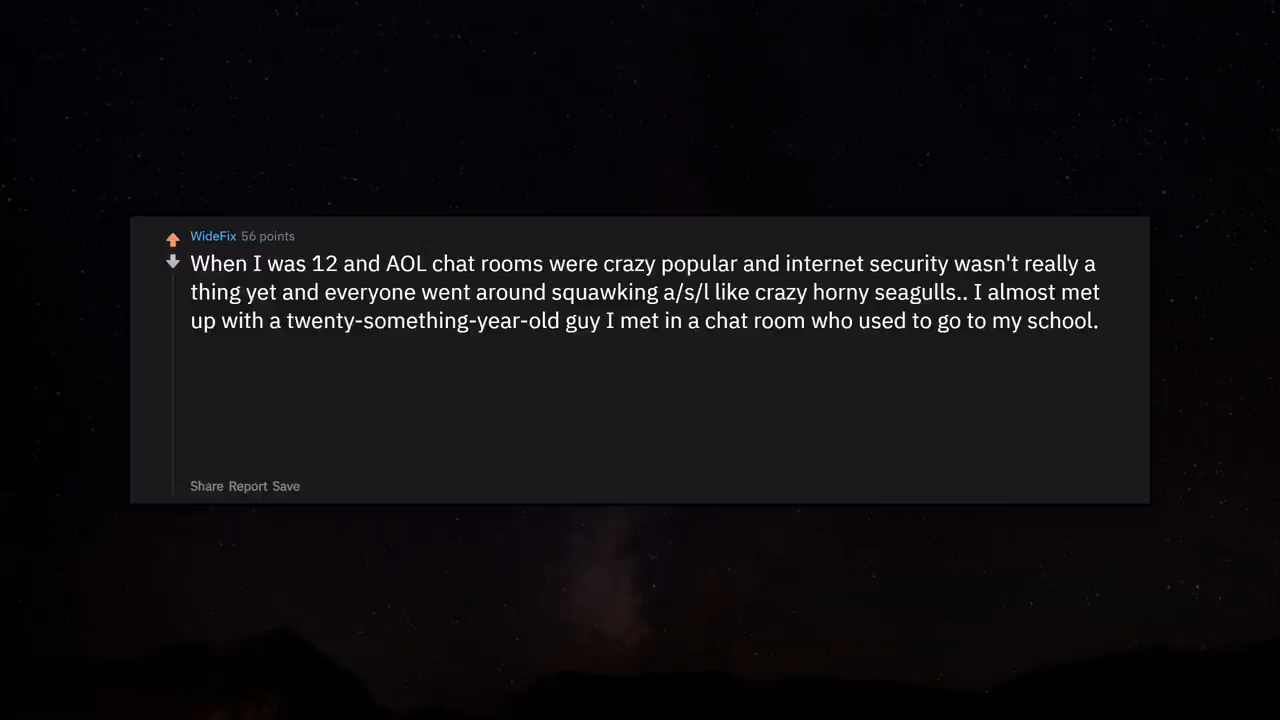 WideFix 56 points
When I was 12 and AOL chat rooms were crazy popular and internet security wasn't really a
thing yet and everyone went around squawking a/s/l like crazy horny seagulls.. I almost met
up with a twenty-something-year-old guy I met in a chat room who used to go to my school.
Share Report Save